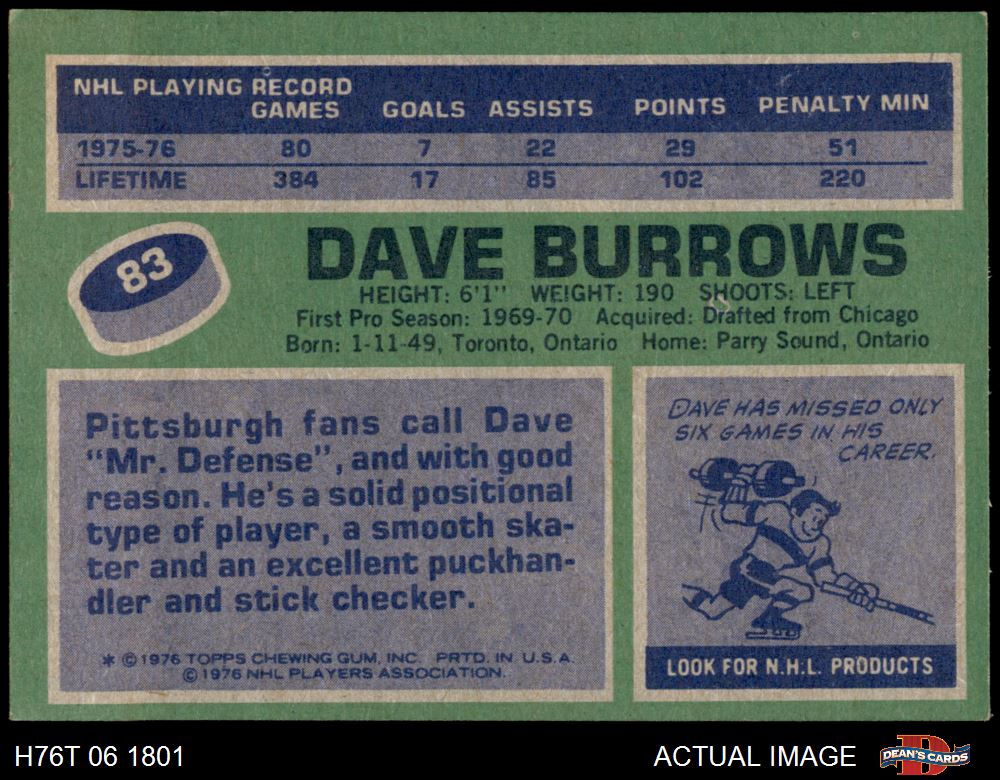 NHL PLAYING RECORD
GAMES GOALS ASSISTS POINTS PENALTY MIN
1975-76 80 7 22 29 51
LIFETIME 384 17 85 102 220
83
DAVE BURROWS
HEIGHT: 6'1" WEIGHT: 190 SHOOTS: LEFT
First Pro Season: 1969-70 Acquired: Drafted from Chicago
Born: 1-11-49, Toronto, Ontario Home: Parry Sound, Ontario
Pittsburgh fans call Dave
"Mr. Defense", and with good
reason. He's a solid positional
type of player, a smooth ska-
ter and an excellent puckhan-
dler and stick checker.
* © 1976 TOPPS CHEWING GUM, INC. PRTD. IN U.S.A.
© 1976 NHL PLAYERS ASSOCIATION.
DAVE HAS MISSED ONLY
SIX GAMES IN HIS
CAREER.
LOOK FOR N.H.L. PRODUCTS
H76T 06 1801
ACTUAL IMAGE
D
DEAN'S CARDS